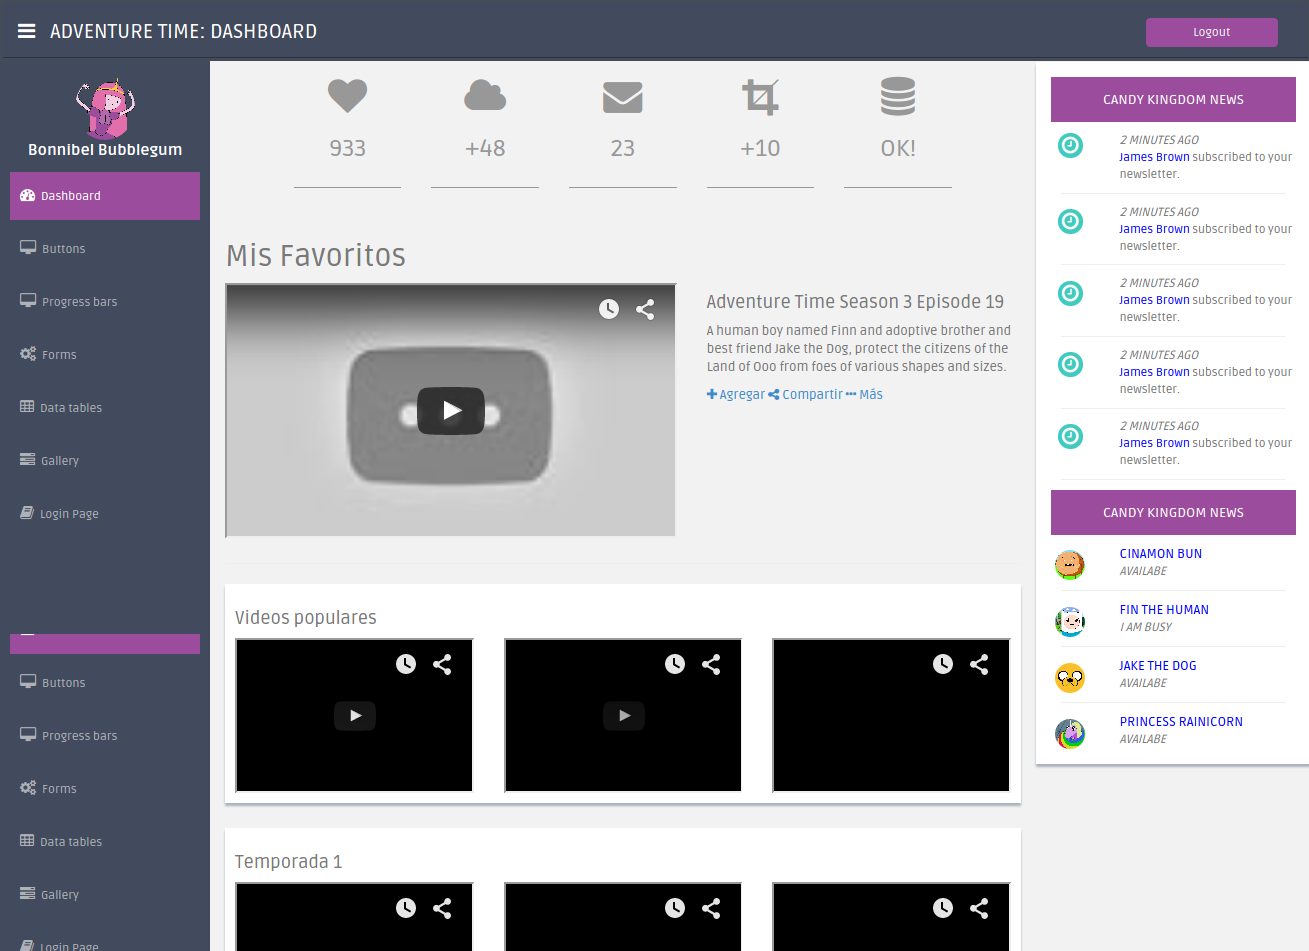 ADVENTURE TIME: DASHBOARD
Logout
Bonnibel Bubblegum
Dashboard
Buttons
Progress bars
Forms
Data tables
Gallery
Login Page
Buttons
Progress bars
Forms
Data tables
Gallery
Login Page
933
+48
23
+10
OK!
Mis Favoritos
Adventure Time Season 3 Episode 19
A human boy named Finn and adoptive brother and
best friend Jake the Dog, protect the citizens of the
Land of Ooo from foes of various shapes and sizes.
Agregar Compartir Más
Videos populares
Temporada 1
CANDY KINGDOM NEWS
2 MINUTES AGO
James Brown subscribed to your
newsletter.
2 MINUTES AGO
James Brown subscribed to your
newsletter.
2 MINUTES AGO
James Brown subscribed to your
newsletter.
2 MINUTES AGO
James Brown subscribed to your
newsletter.
2 MINUTES AGO
James Brown subscribed to your
newsletter.
CANDY KINGDOM NEWS
CINAMON BUN
AVAILABE
FIN THE HUMAN
I AM BUSY
JAKE THE DOG
AVAILABE
PRINCESS RAINICORN
AVAILABE